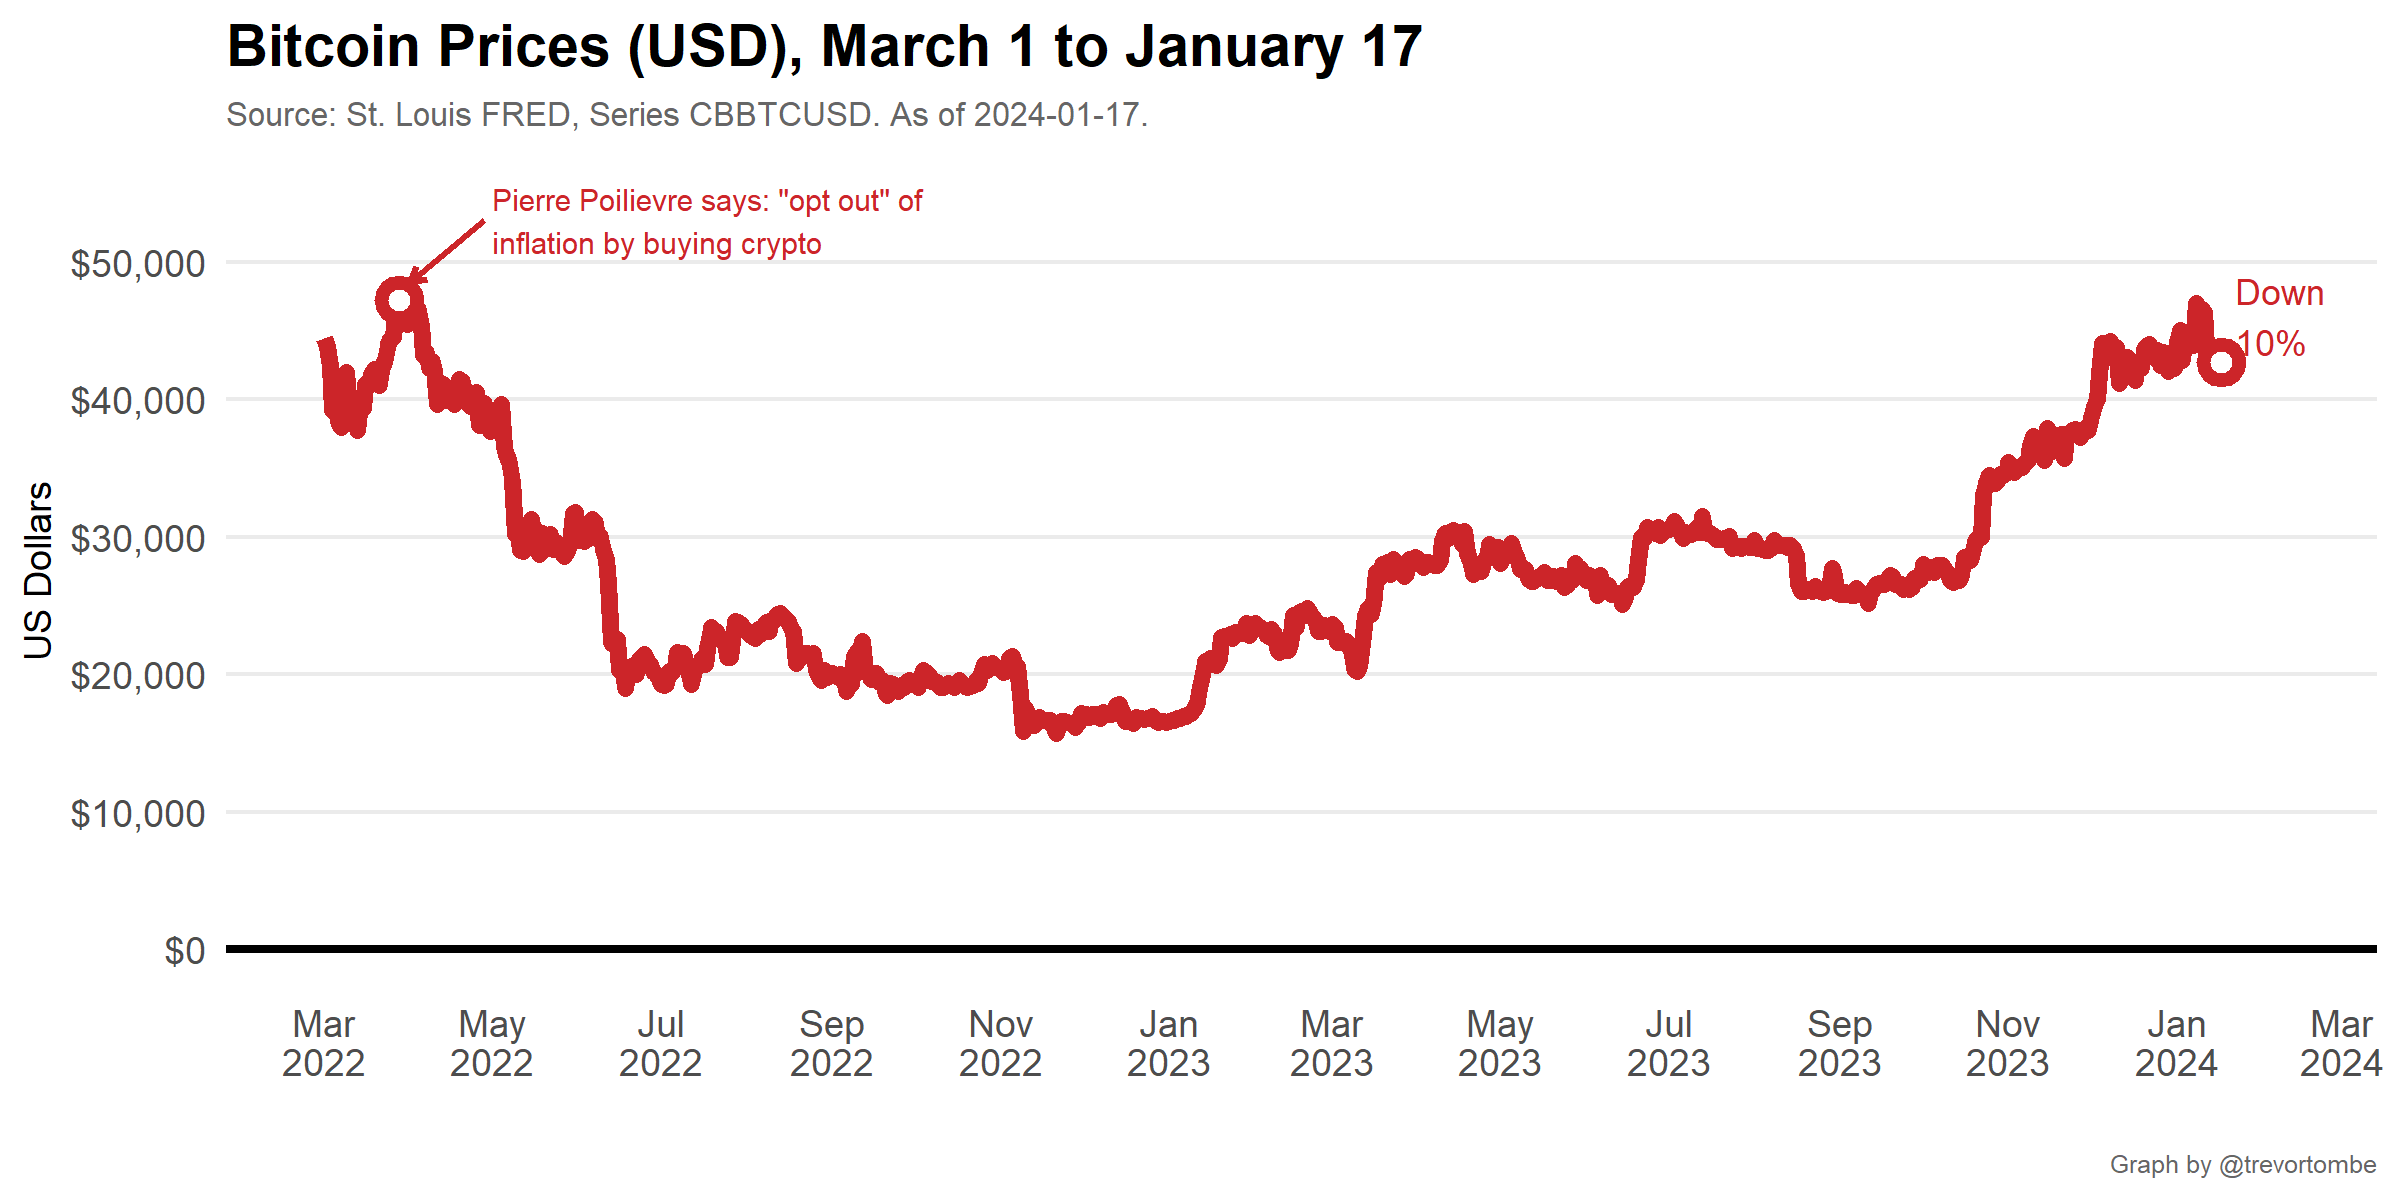 Bitcoin Prices (USD), March 1 to January 17
Source: St. Louis FRED, Series CBBTCUSD. As of 2024-01-17.
Pierre Poilievre says: "opt out" of
inflation by buying crypto
Down
10%
US Dollars
$50,000
$40,000
$30,000
$20,000
$10,000
$0
Mar May Jul Sep Nov Jan Mar May Jul Sep Nov Jan Mar
2022 2022 2022 2022 2022 2023 2023 2023 2023 2023 2023 2024 2024
Graph by @trevortombe